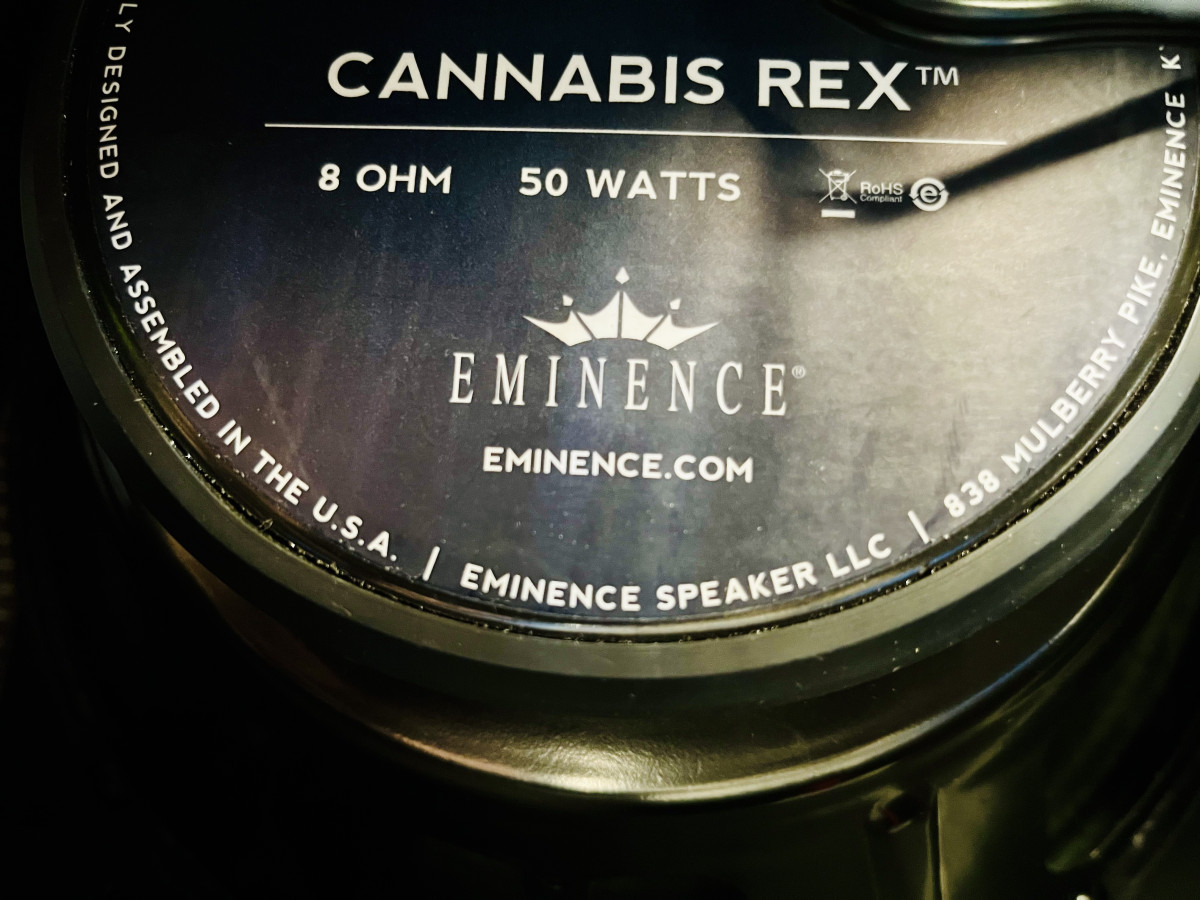 CANNABIS REX™
8 OHM 50 WATTS
RoHS
Compliant
e
EMINENCE®
EMINENCE.COM
LY DESIGNED AND ASSEMBLED IN THE U.S.A. | EMINENCE SPEAKER LLC | 838 MULBERRY PIKE, EMINENCE K